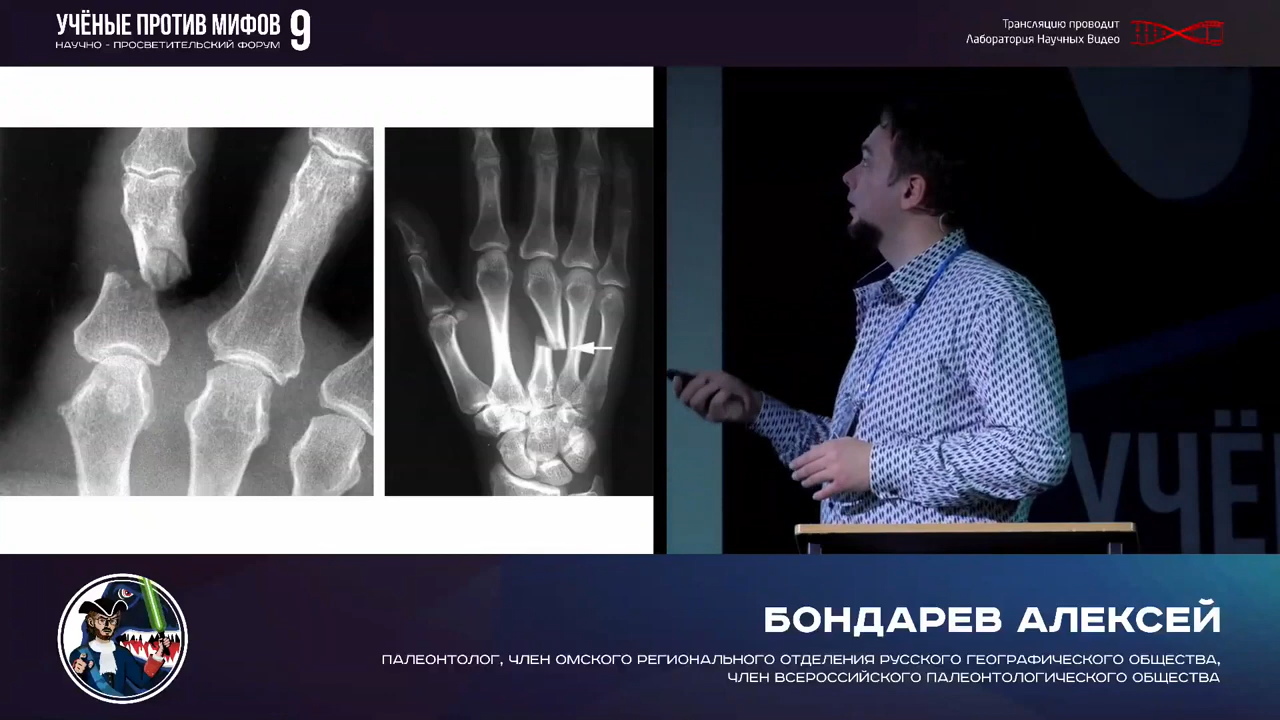 УЧЁНЫЕ ПРОТИВ МИФОВ 9
НАУЧНО - ПРОСВЕТИТЕЛЬСКИЙ ФОРУМ
Трансляцию проводит
Лаборатория Научных Видео
УЧЁ
БОНДАРЕВ АЛЕКСЕЙ
ПАЛЕОНТОЛОГ, ЧЛЕН ОМСКОГО РЕГИОНАЛЬНОГО ОТДЕЛЕНИЯ РУССКОГО ГЕОГРАФИЧЕСКОГО ОБЩЕСТВА,
ЧЛЕН ВСЕРОССИЙСКОГО ПАЛЕОНТОЛОГИЧЕСКОГО ОБЩЕСТВА